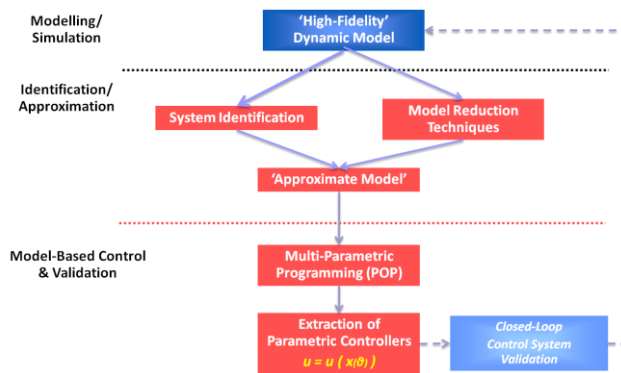 Modelling/
Simulation
‘High-Fidelity’
Dynamic Model
Identification/
Approximation
System Identification
Model Reduction
Techniques
‘Approximate Model’
Model-Based Control
& Validation
Multi-Parametric
Programming (POP)
Extraction of
Parametric Controllers
u = u ( x(θ) )
Closed-Loop
Control System
Validation